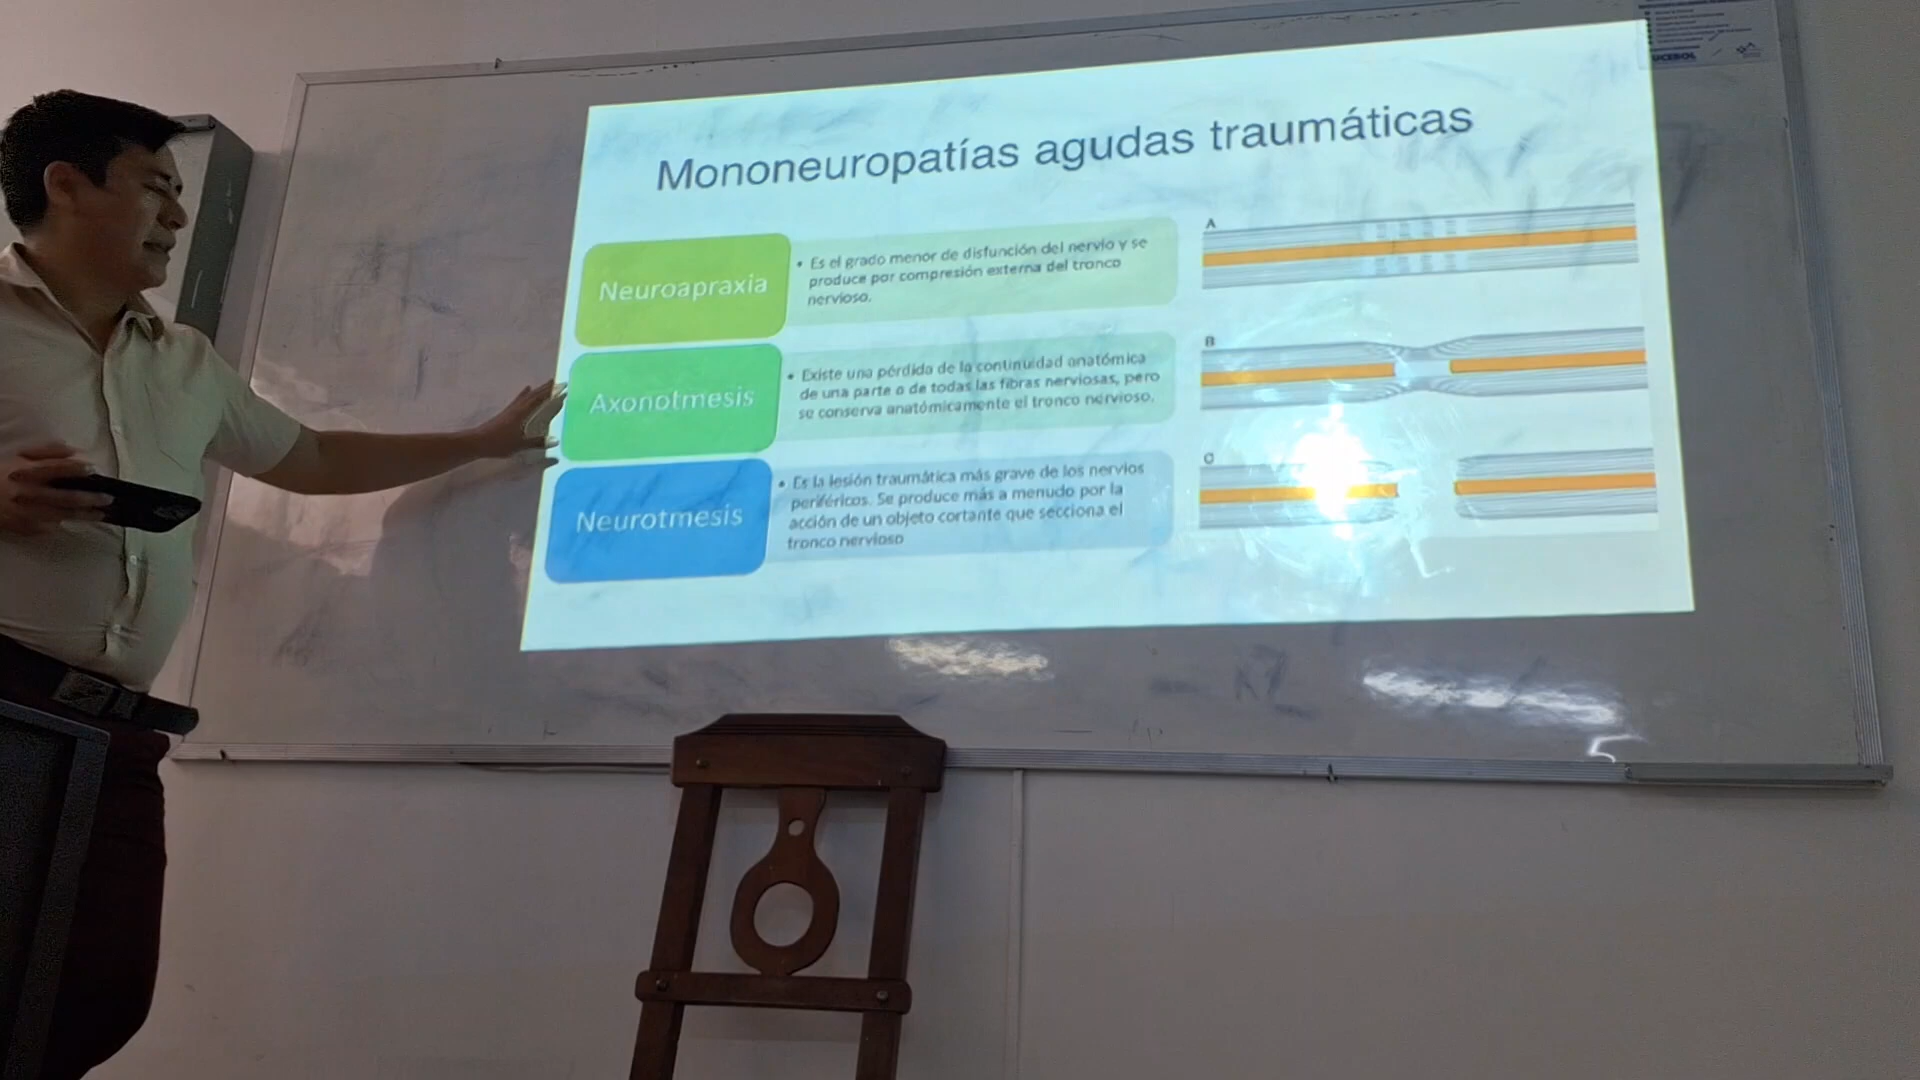 Mononeuropatías agudas traumáticas
Neuroapraxia
• Es el grado menor de disfunción del nervio y se
produce por compresión externa del tronco
nervioso.
Axonotmesis
• Existe una pérdida de la continuidad anatómica
de una parte o de todas las fibras nerviosas, pero
se conserva anatómicamente el tronco nervioso.
Neurotmesis
• Es la lesión traumática más grave de los nervios
periféricos. Se produce más a menudo por la
acción de un objeto cortante que secciona el
tronco nervioso
A
B
C
UCEBOL